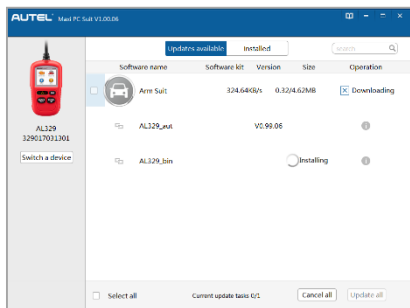 AUTEL Maxi PC Suit V1.00.06
Updates available Installed search
Software name Software kit Version Size Operation
Arm Suit 324.64KB/s 0.32/4.62MB Downloading
AL329_aut V0.99.06
AL329
329017031301
AL329_bin Installing
Switch a device
Select all Current update tasks 0/1 Cancel all Update all